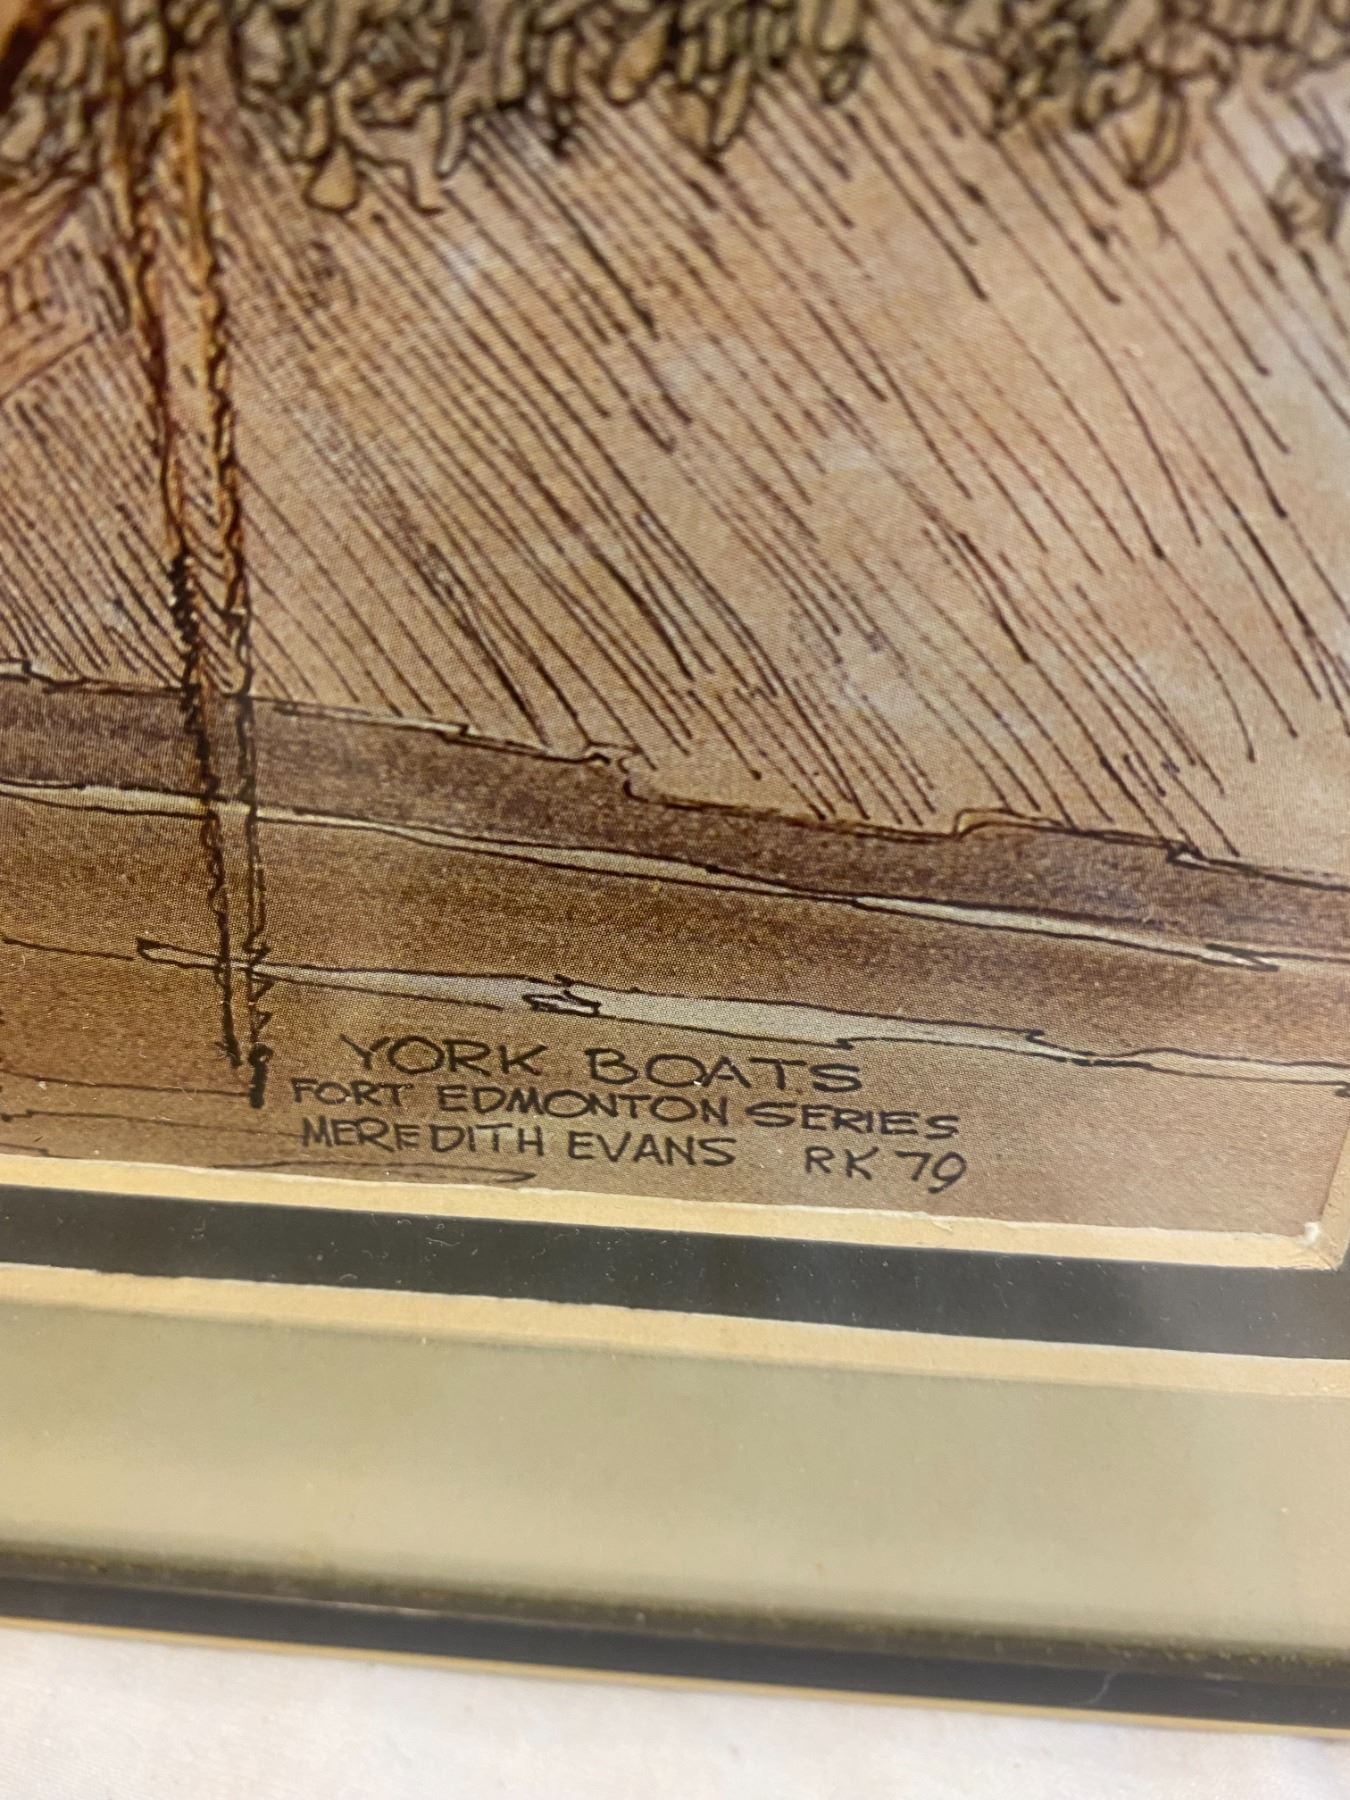 YORK BOATS
FORT EDMONTON SERIES
MEREDITH EVANS RK 79